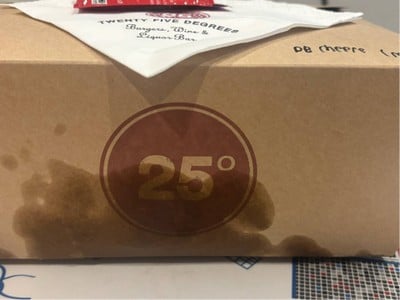 TWENTY FIVE DEGREES
Burgers, Wine &
Liquor Bar
DB cheese
25°